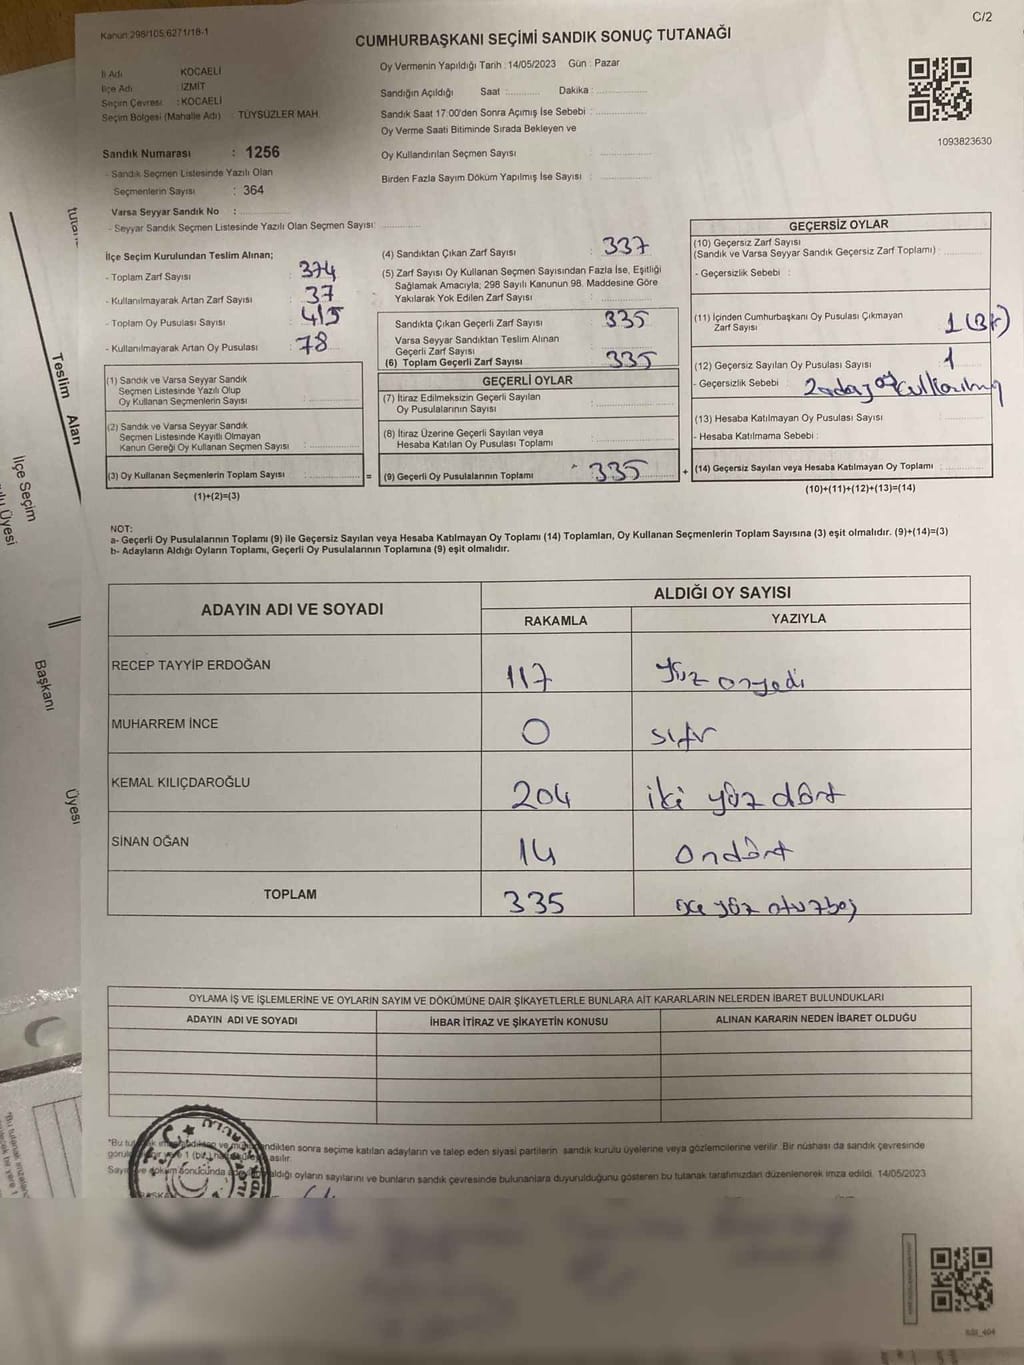 C/2
Kanun 298/105,6271/18-1
CUMHURBAŞKANI SEÇİMİ SANDIK SONUÇ TUTANAĞI
İl Adı KOCAELİ
İlçe Adı İZMİT
Seçim Çevresi : KOCAELİ
Seçim Bölgesi (Mahalle Adı) : TÜYSÜZLER MAH.
Sandık Numarası : 1256
- Sandık Seçmen Listesinde Yazılı Olan
Seçmenlerin Sayısı : 364
Varsa Seyyar Sandık No :
- Seyyar Sandık Seçmen Listesinde Yazılı Olan Seçmen Sayısı:
Oy Vermenin Yapıldığı Tarih : 14/05/2023 Gün : Pazar
Sandığın Açıldığı Saat : Dakika :
Sandık Saat 17.00'den Sonra Açımış İse Sebebi :
Oy Verme Saati Bitiminde Sırada Bekleyen ve
Oy Kullandırılan Seçmen Sayısı :
Birden Fazla Sayım Döküm Yapılmış İse Sayısı :
1093823630
İlçe Seçim Kurulundan Teslim Alınan;
- Toplam Zarf Sayısı : 374
- Kullanılmayarak Artan Zarf Sayısı : 37
- Toplam Oy Pusulası Sayısı : 415
- Kullanılmayarak Artan Oy Pusulası : 78
(1) Sandık ve Varsa Seyyar Sandık
Seçmen Listesinde Yazılı Olup
Oy Kullanan Seçmenlerin Sayısı :
(2) Sandık ve Varsa Seyyar Sandık
Seçmen Listesinde Kayıtlı Olmayan
Kanun Gereği Oy Kullanan Seçmen Sayısı :
(3) Oy Kullanan Seçmenlerin Toplam Sayısı : =
(1)+(2)=(3)
(4) Sandıktan Çıkan Zarf Sayısı : 337
(5) Zarf Sayısı Oy Kullanan Seçmen Sayısından Fazla İse, Eşitliği
Sağlamak Amacıyla, 298 Sayılı Kanunun 98. Maddesine Göre
Yakılarak Yok Edilen Zarf Sayısı :
Sandıkta Çıkan Geçerli Zarf Sayısı : 335
Varsa Seyyar Sandıktan Teslim Alınan
Geçerli Zarf Sayısı :
(6) Toplam Geçerli Zarf Sayısı : 335
GEÇERLİ OYLAR
(7) İtiraz Edilmeksizin Geçerli Sayılan
Oy Pusulalarının Sayısı :
(8) İtiraz Üzerine Geçerli Sayılan veya
Hesaba Katılan Oy Pusulası Toplamı :
(9) Geçerli Oy Pusulalarının Toplamı : 335 +
GEÇERSİZ OYLAR
(10) Geçersiz Zarf Sayısı
(Sandık ve Varsa Seyyar Sandık Geçersiz Zarf Toplamı) :
- Geçersizlik Sebebi :
(11) İçinden Cumhurbaşkanı Oy Pusulası Çıkmayan
Zarf Sayısı : 1
(12) Geçersiz Sayılan Oy Pusulası Sayısı : 1
- Geçersizlik Sebebi : 2 aday oy kullanılmış
(13) Hesaba Katılmayan Oy Pusulası Sayısı :
- Hesaba Katılmama Sebebi :
(14) Geçersiz Sayılan veya Hesaba Katılmayan Oy Toplamı :
(10)+(11)+(12)+(13)=(14)
NOT:
a- Geçerli Oy Pusulalarının Toplamı (9) ile Geçersiz Sayılan veya Hesaba Katılmayan Oy Toplamı (14) Toplamları, Oy Kullanan Seçmenlerin Toplam Sayısına (3) eşit olmalıdır. (9)+(14)=(3)
b- Adayların Aldığı Oyların Toplamı, Geçerli Oy Pusulalarının Toplamına (9) eşit olmalıdır.
ADAYIN ADI VE SOYADI
ALDIĞI OY SAYISI
RAKAMLA YAZIYLA
RECEP TAYYİP ERDOĞAN 117 Yüz onyedi
MUHARREM İNCE 0 sıfır
KEMAL KILIÇDAROĞLU 204 iki yüz dört
SİNAN OĞAN 14 Ondört
TOPLAM 335 üç yüz otuzbeş
OYLAMA İŞ VE İŞLEMLERİNE VE OYLARIN SAYIM VE DÖKÜMÜNE DAİR ŞİKAYETLERLE BUNLARA AİT KARARLARIN NELERDEN İBARET BULUNDUKLARI
ADAYIN ADI VE SOYADI İHBAR İTİRAZ VE ŞİKAYETİN KONUSU ALINAN KARARIN NEDEN İBARET OLDUĞU
sonra seçime katılan adayların ve talep eden siyasi partilerin sandık kurulu üyelerine veya gözlemcilerine verilir. Bir nüshası da sandık çevresinde
aldığı oyların sayılarını ve bunların sandık çevresinde bulunanlara duyurulduğunu gösteren bu tutanak tarafımızdan düzenlenerek imza edildi. 14/05/2023
Teslim Alan
İlçe Seçim
Üyesi
Başkanı
Üyesi